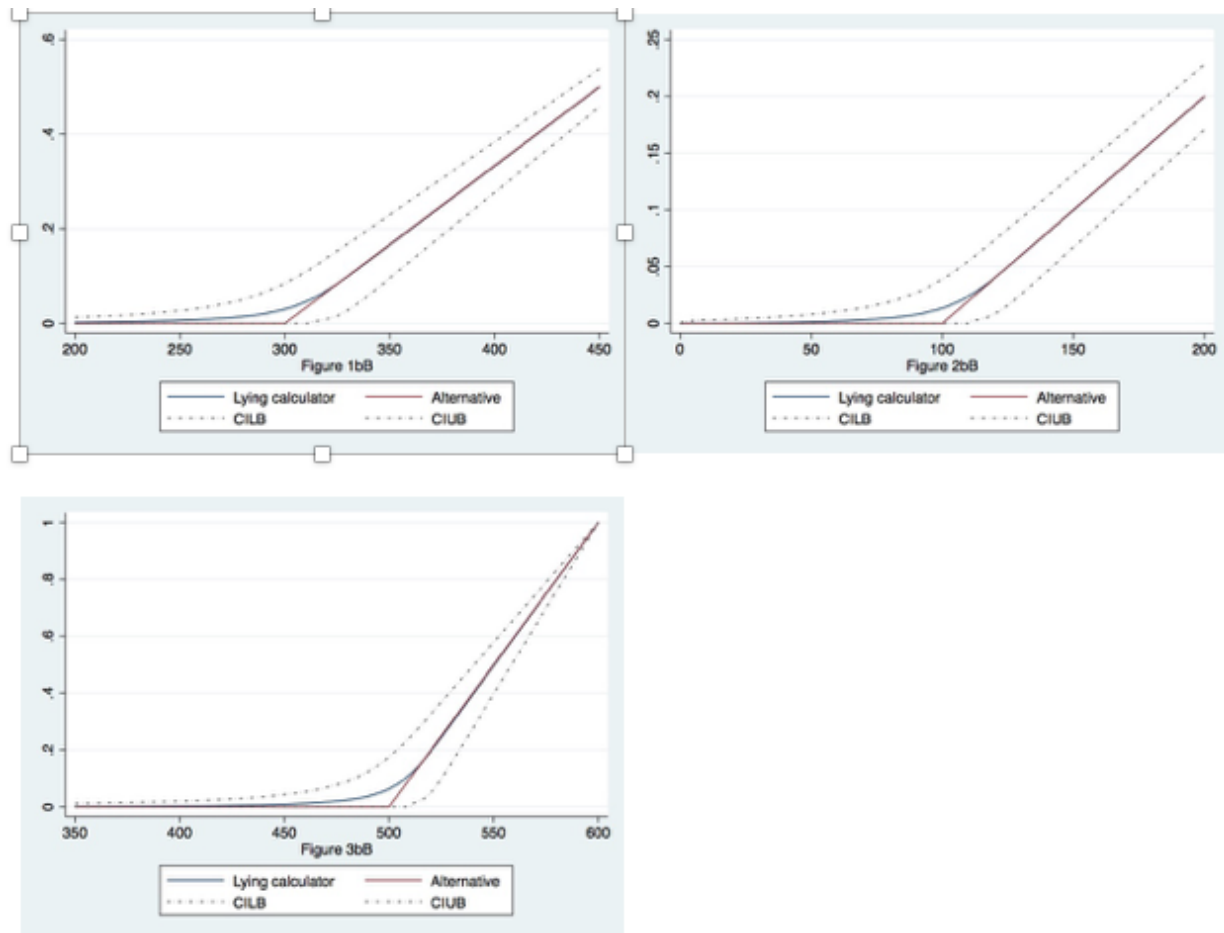 .6
.4
.2
0
200 250 300 350 400 450
Figure 1bB
Lying calculator Alternative
CILB CIUB
.25
.2
.15
.1
.05
0
0 50 100 150 200
Figure 2bB
Lying calculator Alternative
CILB CIUB
1
.8
.6
.4
.2
0
350 400 450 500 550 600
Figure 3bB
Lying calculator Alternative
CILB CIUB